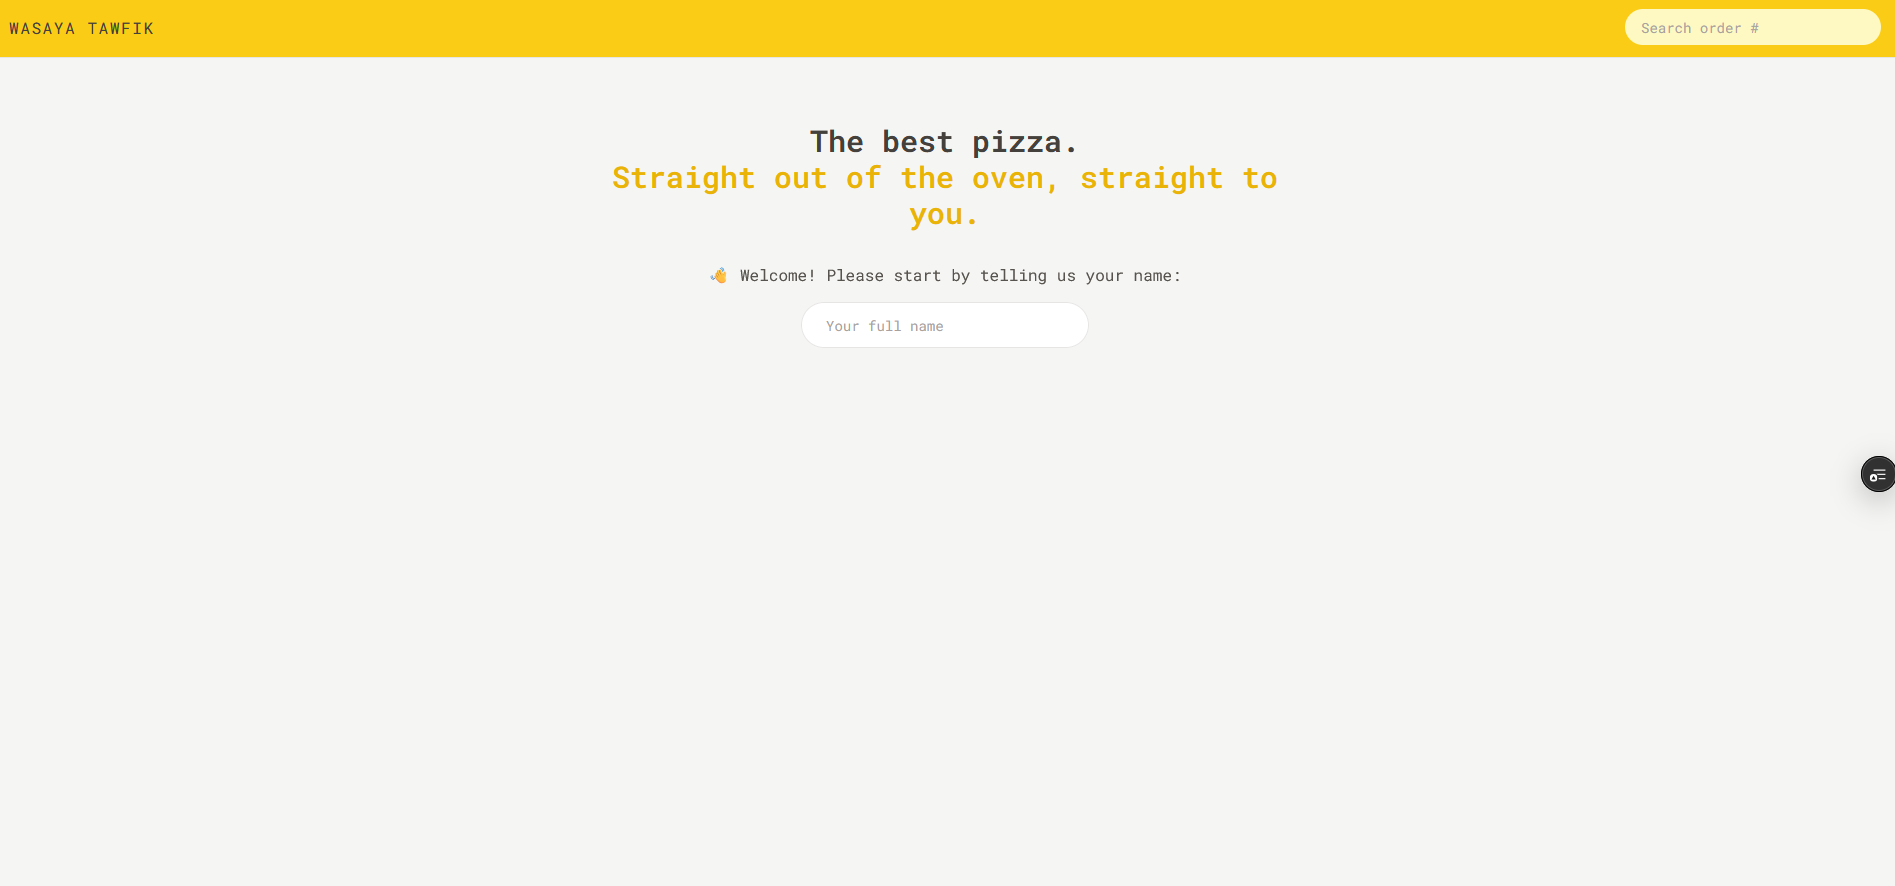 WASAYA TAWFIK
Search order #
The best pizza.
Straight out of the oven, straight to
you.
👋 Welcome! Please start by telling us your name:
Your full name